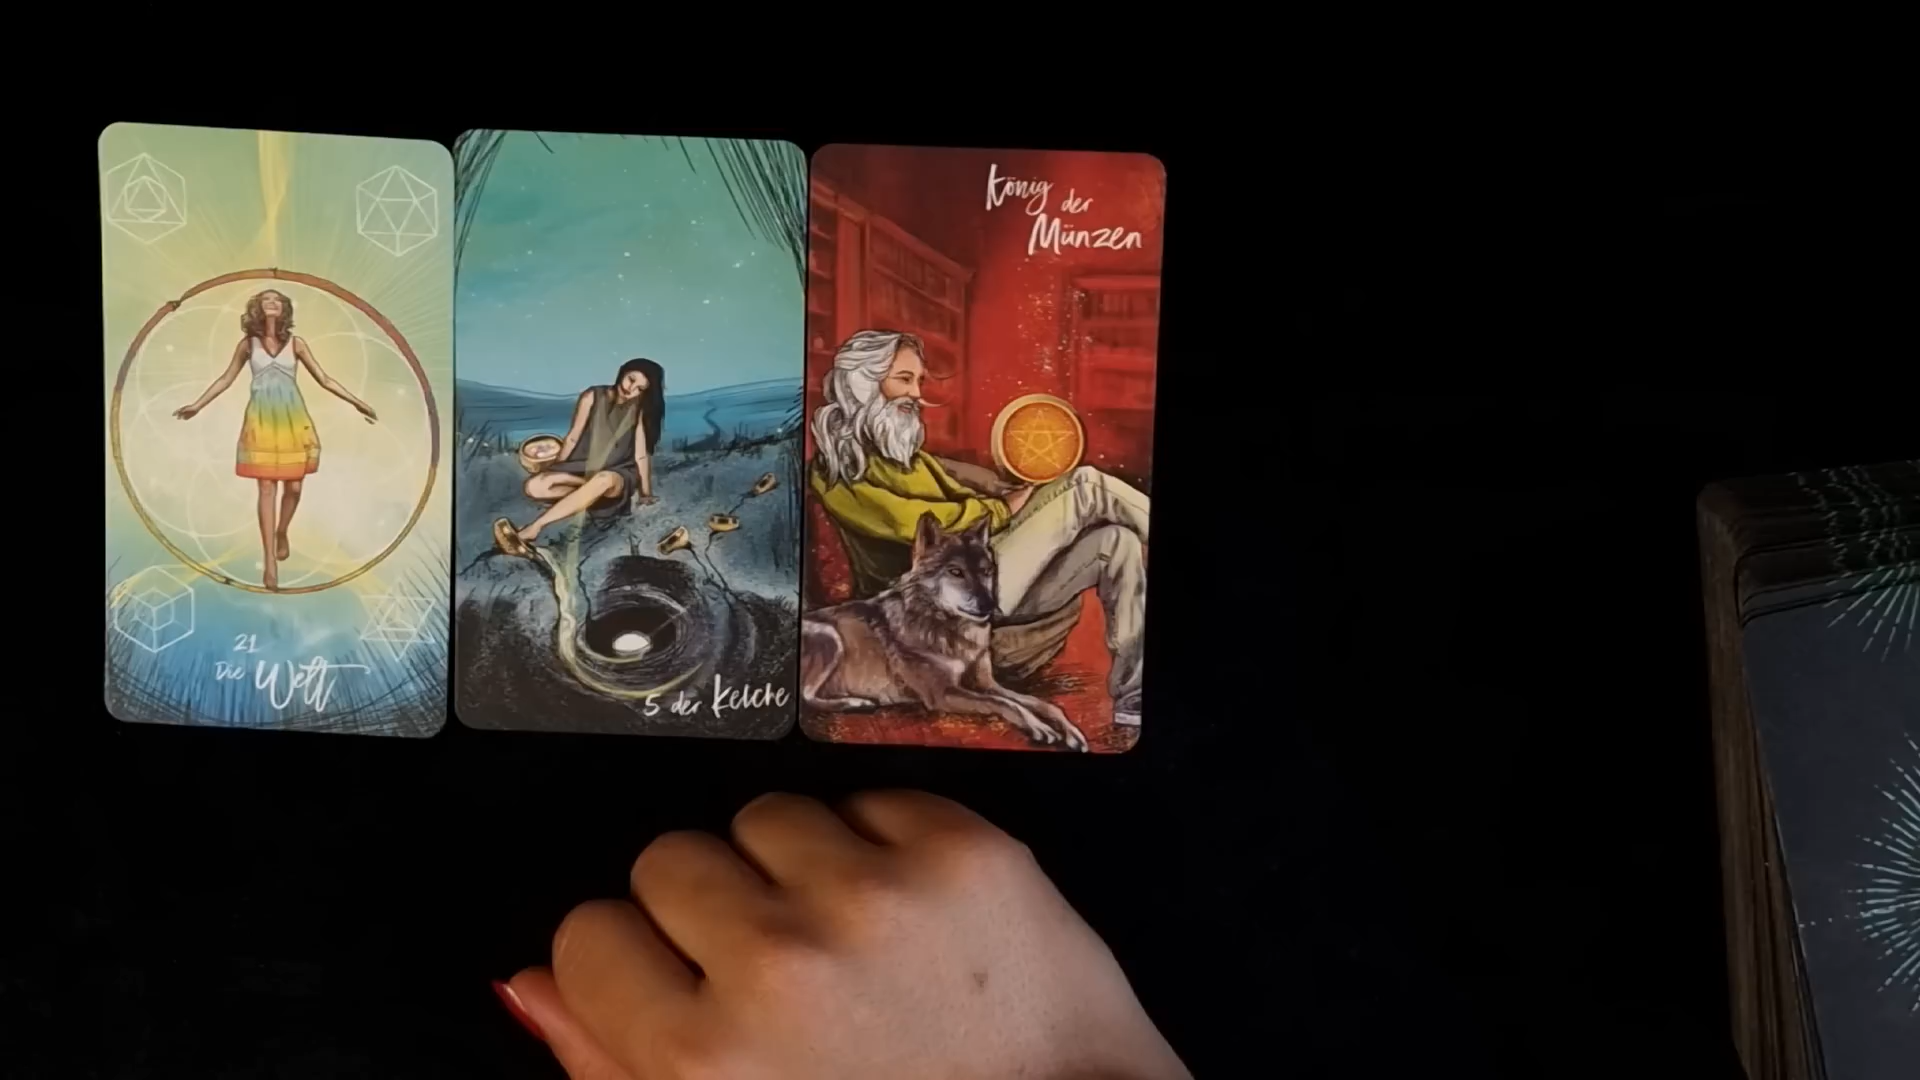 21
Die Welt
5 der Kelche
König
der
Münzen